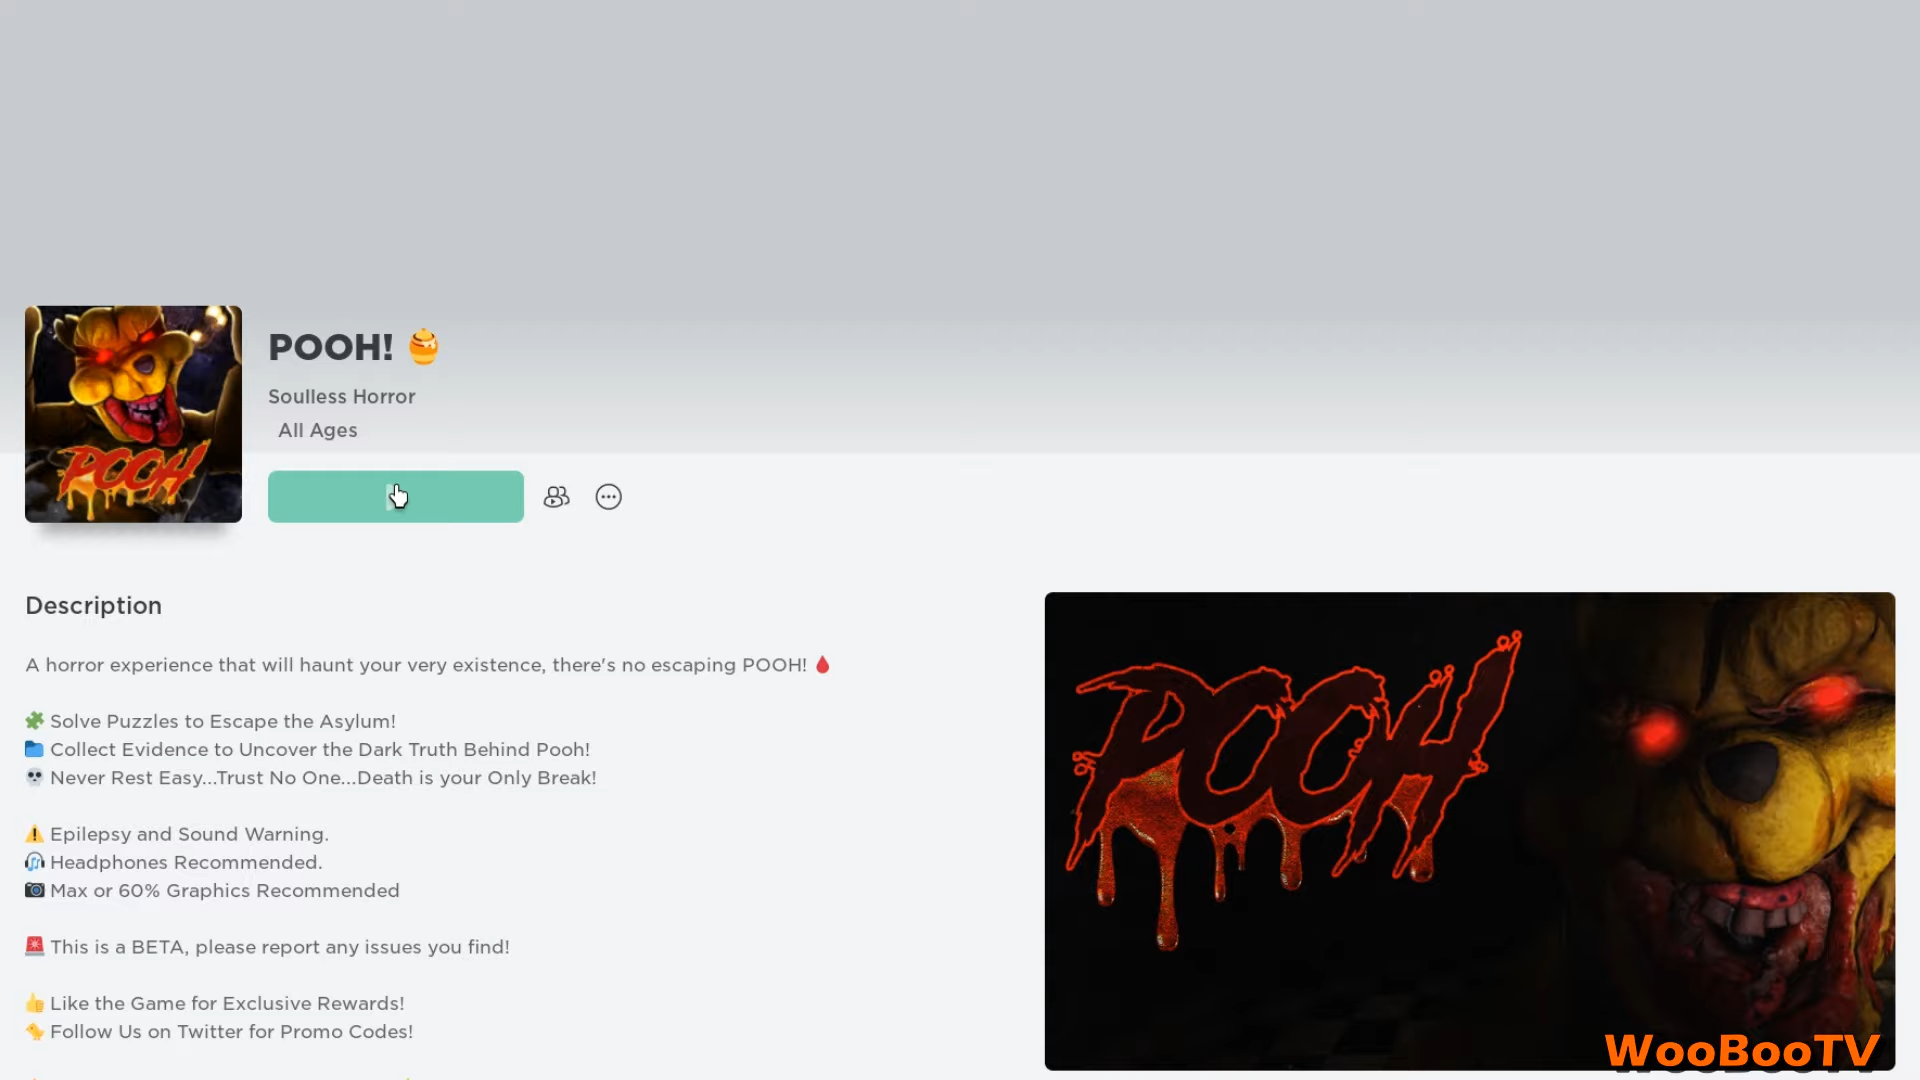 POOH!
Soulless Horror
All Ages
POOH
Description
A horror experience that will haunt your very existence, there's no escaping POOH! 🩸
🧩 Solve Puzzles to Escape the Asylum!
📁 Collect Evidence to Uncover the Dark Truth Behind Pooh!
💀 Never Rest Easy...Trust No One...Death is your Only Break!
⚠️ Epilepsy and Sound Warning.
🎧 Headphones Recommended.
📷 Max or 60% Graphics Recommended
🚨 This is a BETA, please report any issues you find!
👍 Like the Game for Exclusive Rewards!
🐤 Follow Us on Twitter for Promo Codes!
POOH
WooBooTV